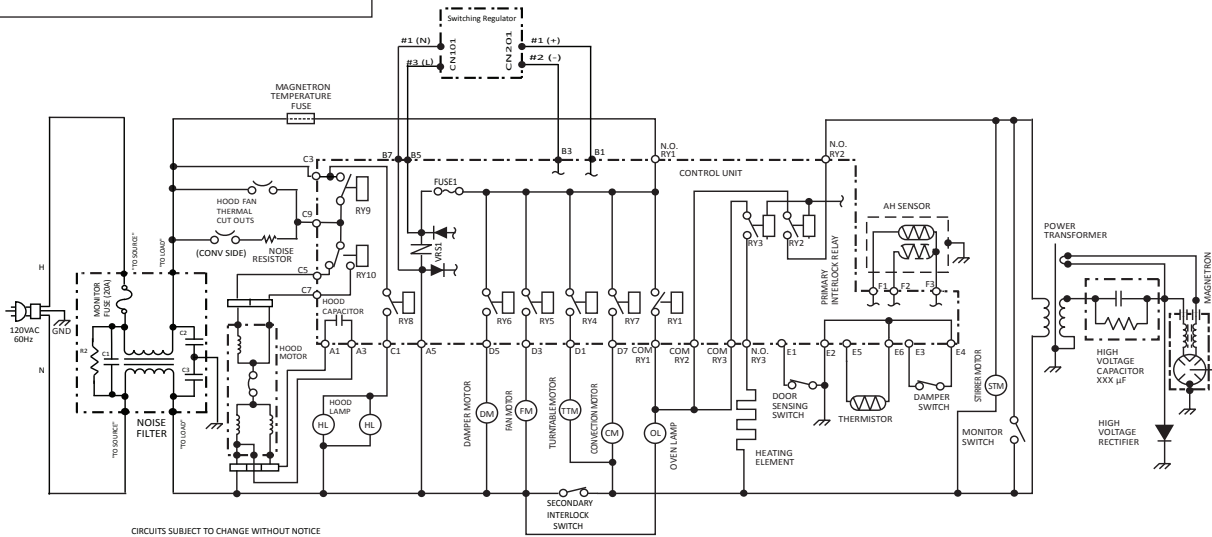 Switching Regulator
#1 (N)
#3 (L)
CN101
CN201
#1 (+)
#2 (-)
MAGNETRON
TEMPERATURE
FUSE
C3
B7
B5
B3
B1
N.O.
RY1
N.O.
RY2
CONTROL UNIT
FUSE1
RY9
HOOD FAN
THERMAL
CUT OUTS
C9
(CONV SIDE)
NOISE
RESISTOR
VRS1
RY10
C5
C7
HOOD
CAPACITOR
RY8
RY6
RY5
RY4
RY7
RY1
RY3
RY2
PRIMARY
INTERLOCK RELAY
AH SENSOR
F1
F2
F3
POWER
TRANSFORMER
MAGNETRON
"TO SOURCE"
"TO LOAD"
H
MONITOR
FUSE (20A)
120VAC
60Hz
GND
N
R2
C1
C2
C3
NOISE
FILTER
"TO SOURCE"
"TO LOAD"
HOOD
MOTOR
A1
A3
C1
A5
D5
D3
D1
D7
COM
RY1
COM
RY2
COM
RY3
N.O.
RY3
E1
E2
E5
E6
E3
E4
HOOD
LAMP
HL
HL
DAMPER MOTOR
DM
FAN MOTOR
FM
TURNTABLE MOTOR
TTM
CONVECTION MOTOR
CM
OL
OVEN LAMP
HEATING
ELEMENT
DOOR
SENSING
SWITCH
THERMISTOR
DAMPER
SWITCH
STIRRER MOTOR
STM
MONITOR
SWITCH
HIGH
VOLTAGE
CAPACITOR
XXX µF
HIGH
VOLTAGE
RECTIFIER
SECONDARY
INTERLOCK
SWITCH
CIRCUITS SUBJECT TO CHANGE WITHOUT NOTICE